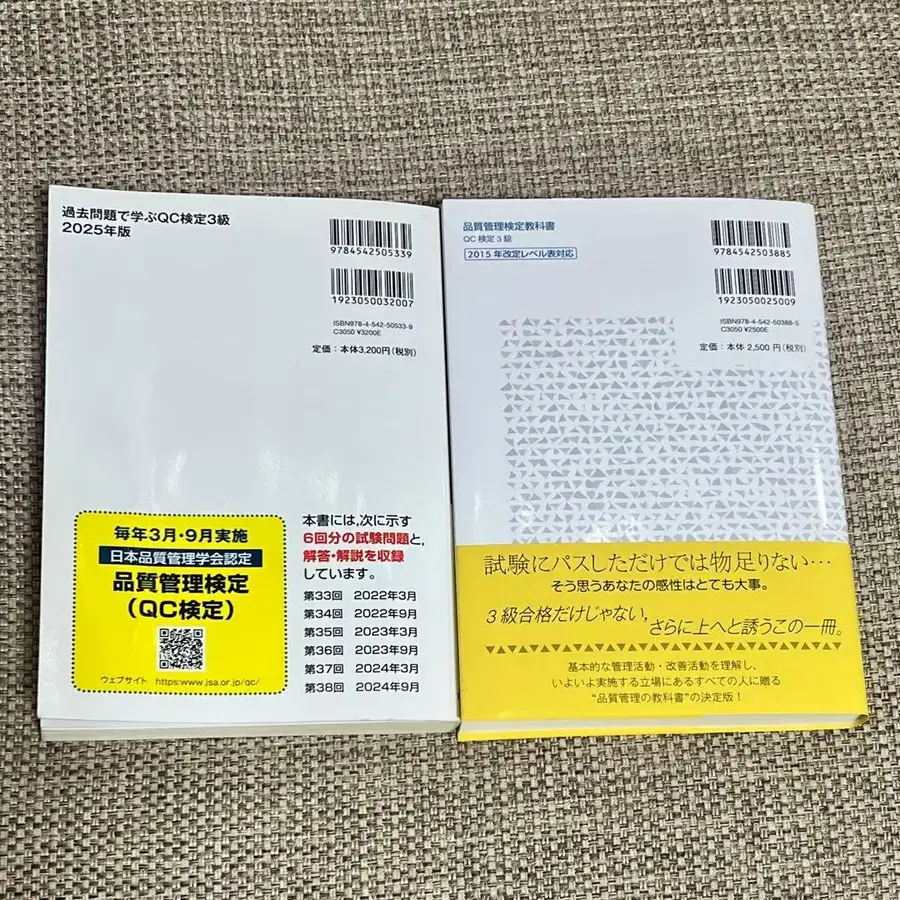 過去問題で学ぶQC検定3級
2025年版
9784542505339
1923050032007
ISBN978-4-542-50533-9
C3050 ¥3200E
定価：本体3,200円（税別）
毎年3月・9月実施
日本品質管理学会認定
品質管理検定
（QC検定）
ウェブサイト https:www.jsa.or.jp/qc/
本書には、次に示す
6回分の試験問題と、
解答・解説を収録
しています。
第33回 2022年3月
第34回 2022年9月
第35回 2023年3月
第36回 2023年9月
第37回 2024年3月
第38回 2024年9月
品質管理検定教科書
QC検定3級
2015年改定レベル表対応
9784542503885
1923050025009
ISBN978-4-542-50388-5
C3050 ¥2500E
定価：本体 2,500円（税別）
試験にパスしただけでは物足りない…
そう思うあなたの感性はとても大事。
3級合格だけじゃない，
さらに上へと誘うこの一冊。
基本的な管理活動・改善活動を理解し，
いよいよ実施する立場にあるすべての人に贈る
“品質管理の教科書”の決定版！